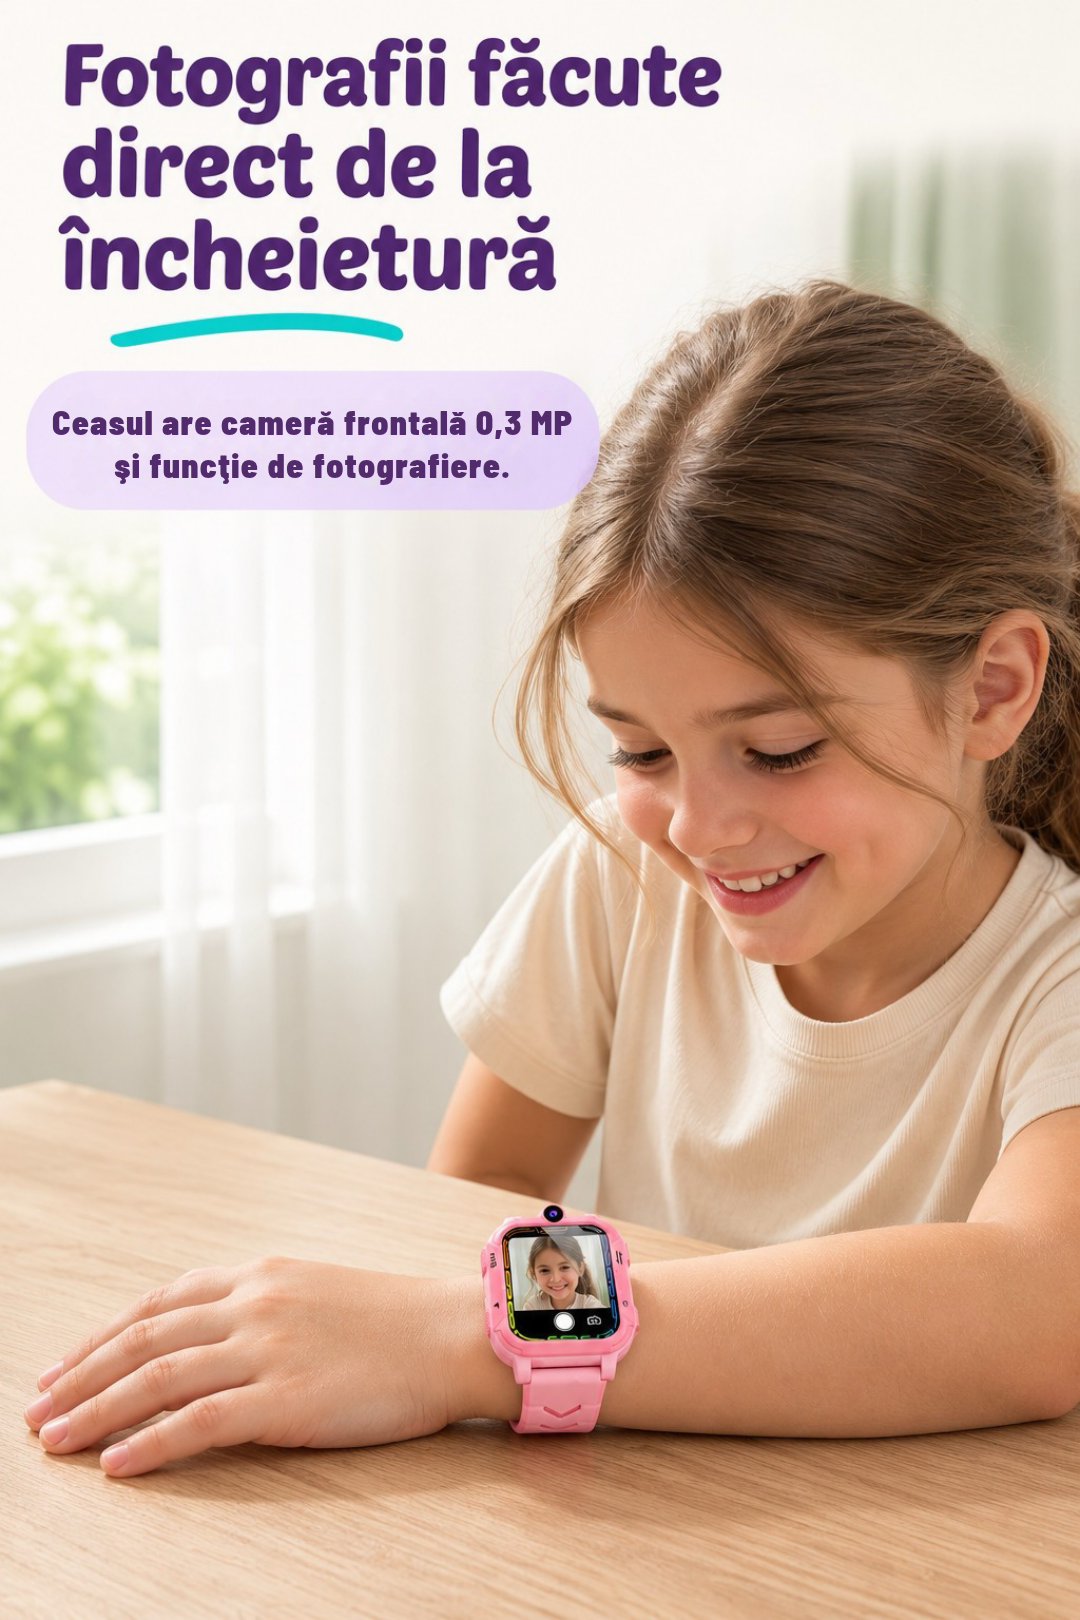 Fotografii făcute
direct de la
încheietură
Ceasul are cameră frontală 0,3 MP
şi funcţie de fotografiere.